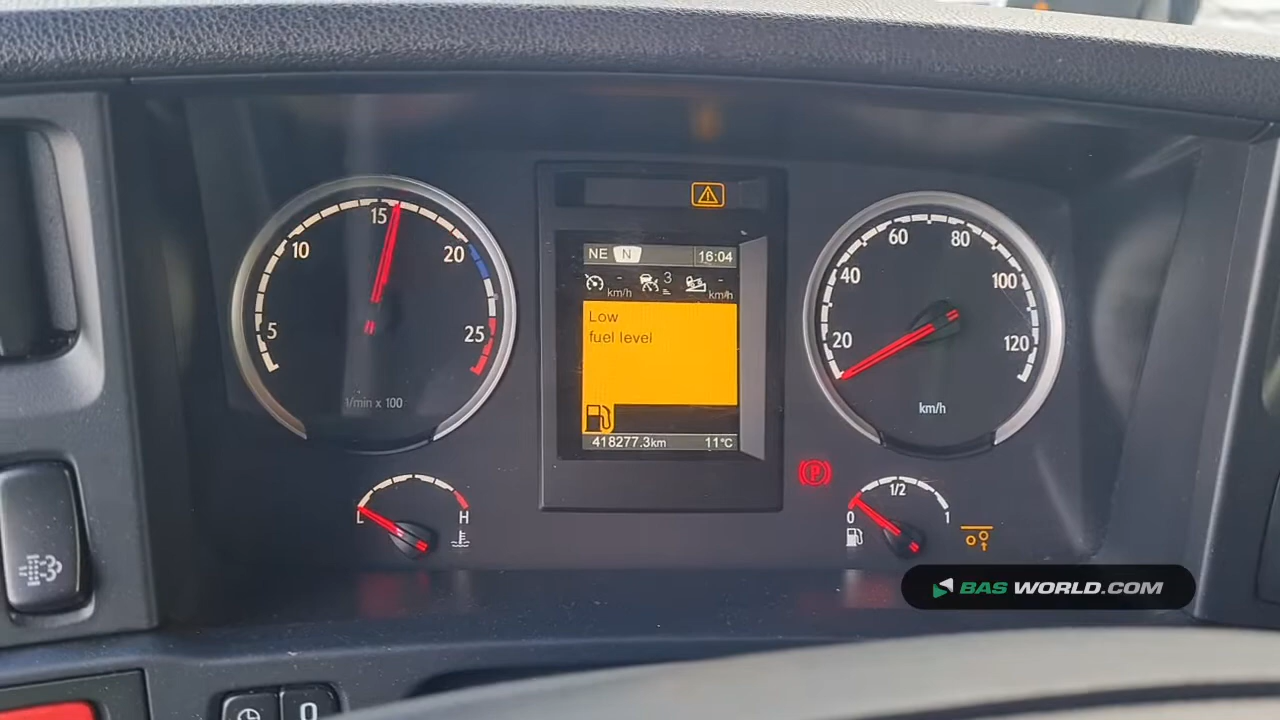 NE N 16:04
- km/h 3 - km/h
Low
fuel level
418277.3km 11°C
5 10 15 20 25
1/min x 100
20 40 60 80 100 120
km/h
L H
0 1/2 1
P
BAS WORLD.COM
0